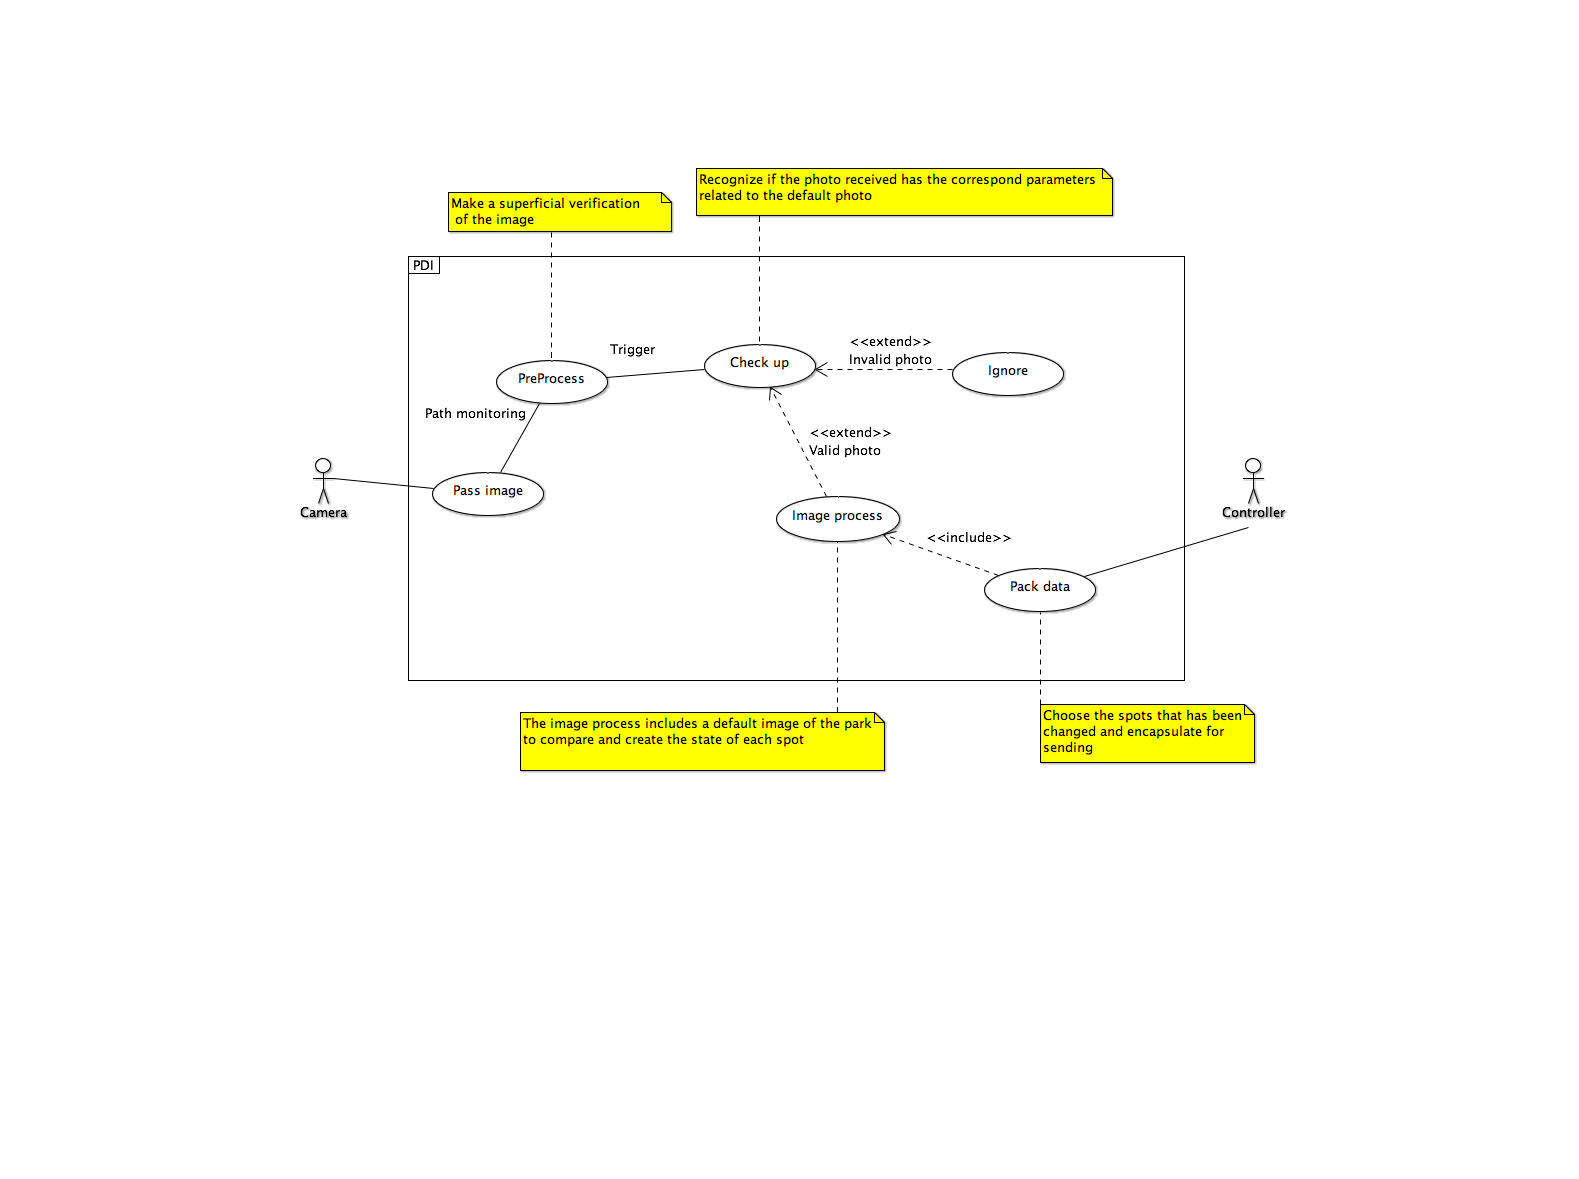 Recognize if the photo received has the correspond parameters
related to the default photo
Make a superficial verification
of the image
PDI
<<extend>>
Invalid photo
Trigger
Check up
Ignore
PreProcess
Path monitoring
<<extend>>
Valid photo
Pass image
Camera
Controller
Image process
<<include>>
Pack data
The image process includes a default image of the park
to compare and create the state of each spot
Choose the spots that has been
changed and encapsulate for
sending